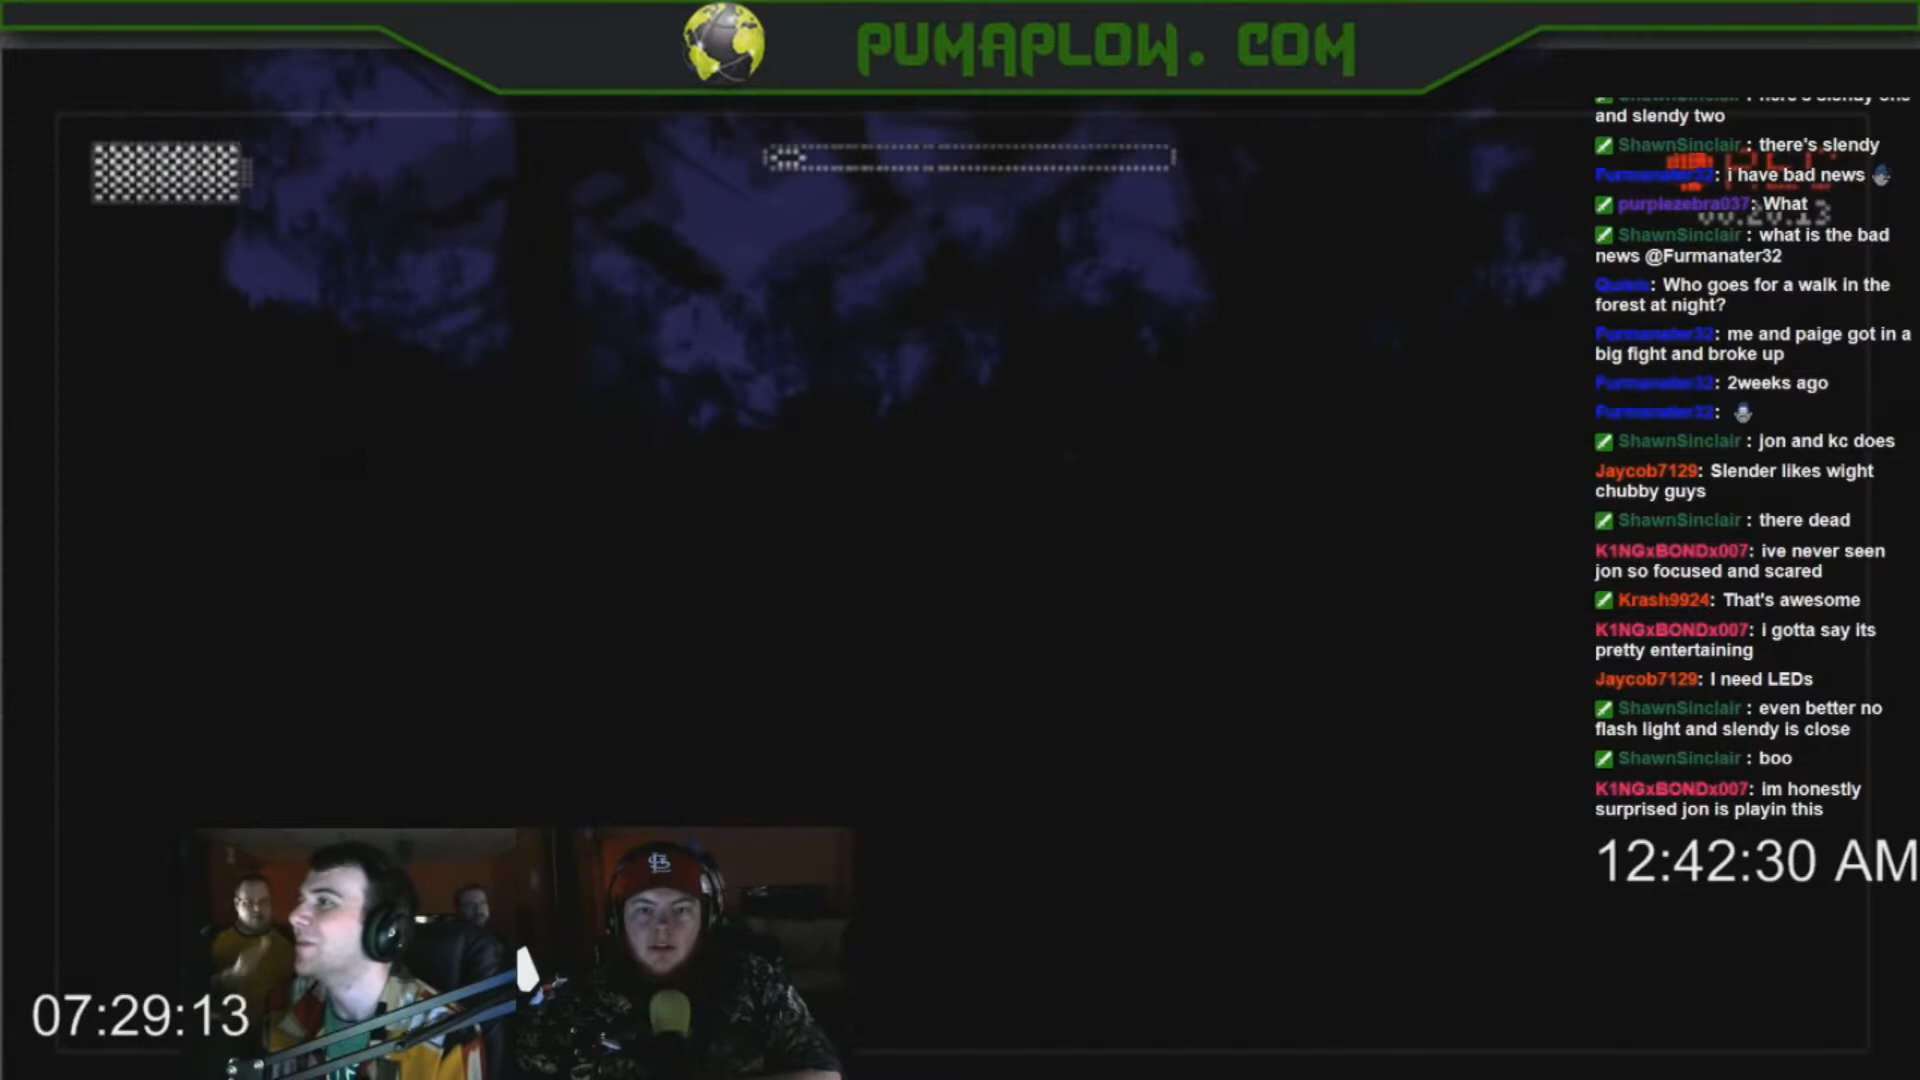 PUMAPLOW. COM
and slendy two
ShawnSinclair : there's slendy
Furmanater32: i have bad news
purplezebra037: What
ShawnSinclair : what is the bad
news @Furmanater32
: Who goes for a walk in the
forest at night?
Furmanater32: me and paige got in a
big fight and broke up
Furmanater32: 2weeks ago
Furmanater32:
ShawnSinclair : jon and kc does
Jaycob7129: Slender likes wight
chubby guys
ShawnSinclair : there dead
K1NGxBONDx007: ive never seen
jon so focused and scared
Krash9924: That's awesome
K1NGxBONDx007: i gotta say its
pretty entertaining
Jaycob7129: I need LEDs
ShawnSinclair : even better no
flash light and slendy is close
ShawnSinclair : boo
K1NGxBONDx007: im honestly
surprised jon is playin this
12:42:30 AM
07:29:13